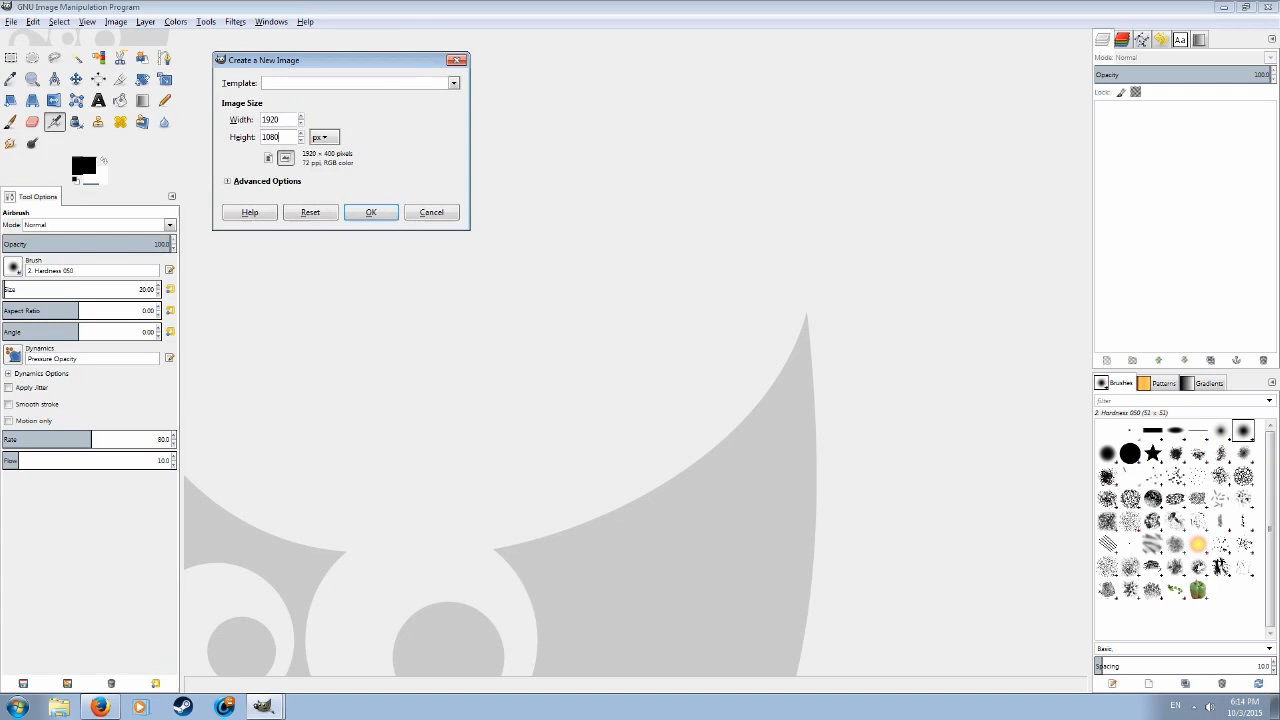 GNU Image Manipulation Program
File Edit Select View Image Layer Colors Tools Filters Windows Help
Create a New Image
Template:
Image Size
Width: 1920
Height: 1080 px
1920 × 400 pixels
72 ppi, RGB color
Advanced Options
Help Reset OK Cancel
Tool Options
Airbrush
Mode: Normal
Opacity 100.0
Brush
2. Hardness 050
Size 20.00
Aspect Ratio 0.00
Angle 0.00
Dynamics
Pressure Opacity
Dynamics Options
Apply Jitter
Smooth stroke
Motion only
Rate 80.0
Flow 10.0
Aa
Mode: Normal
Opacity 100.0
Lock:
Brushes Patterns Gradients
filter
2. Hardness 050 (51 × 51)
Basic,
Spacing 10.0
EN 6:14 PM
10/3/2015